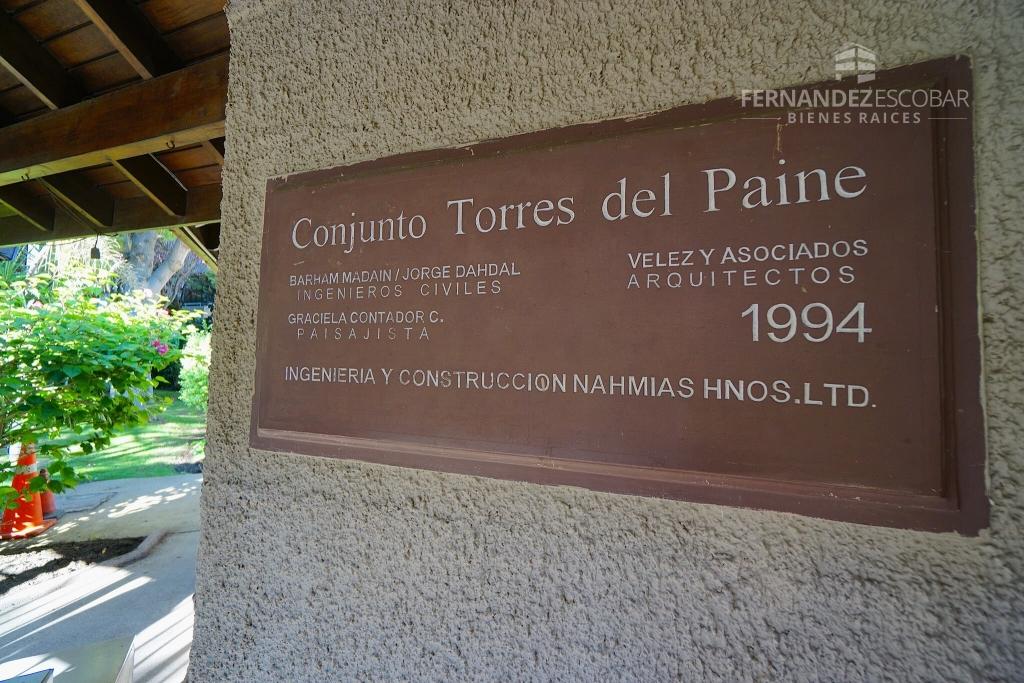 FERNANDEZESCOBAR
BIENES RAICES
Conjunto Torres del Paine
BARHAM MADAIN / JORGE DAHDAL
INGENIEROS CIVILES
GRACIELA CONTADOR C.
PAISAJISTA
VELEZ Y ASOCIADOS
ARQUITECTOS
1994
INGENIERIA Y CONSTRUCCION NAHMIAS HNOS.LTD.